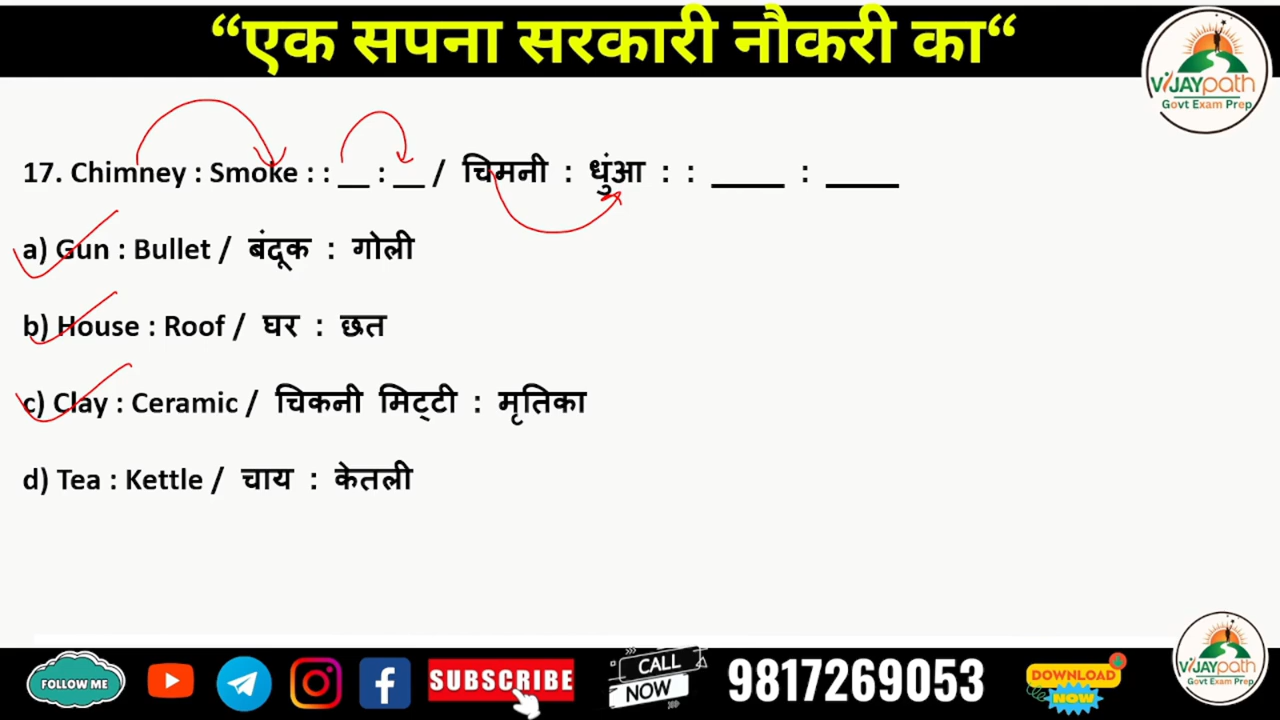 “एक सपना सरकारी नौकरी का“
VIJAYpath
Govt Exam Prep
17. Chimney : Smoke : : __ : __ / चिमनी : धुंआ : : _____ : _____
a) Gun : Bullet / बंदूक : गोली
b) House : Roof / घर : छत
c) Clay : Ceramic / चिकनी मिट्टी : मृतिका
d) Tea : Kettle / चाय : केतली
VIJAYpath
Govt Exam Prep
FOLLOW ME
SUBSCRIBE
CALL
NOW
9817269053
DOWNLOAD
NOW